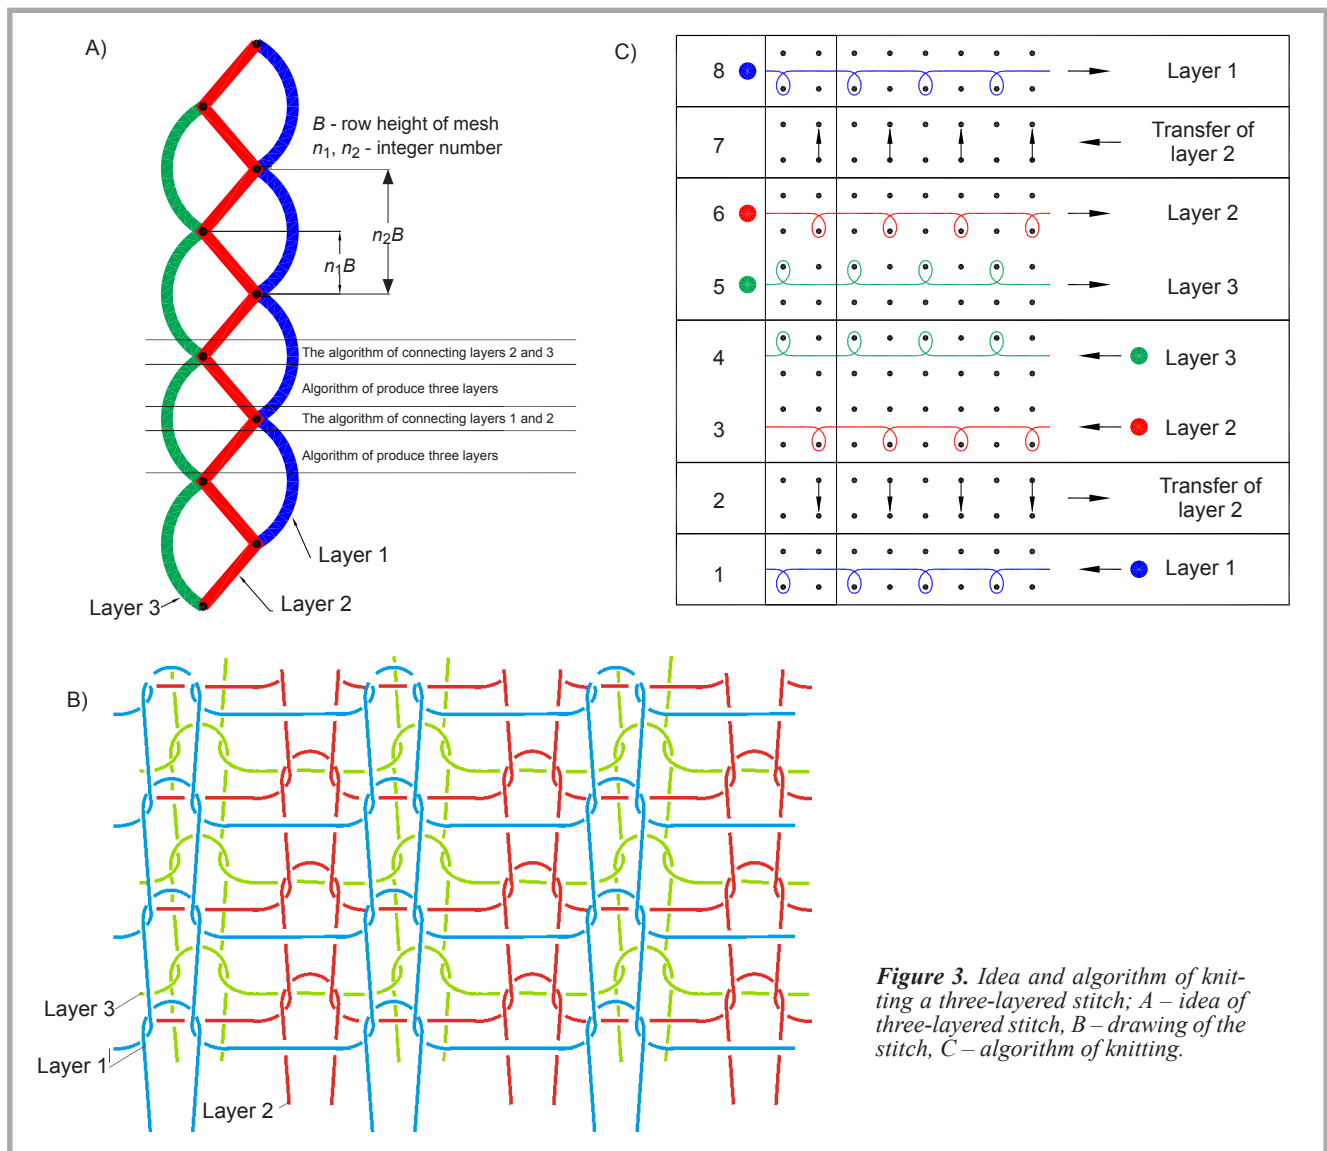 A)
B - row height of mesh
n1, n2 - integer number
n2B
n1B
The algorithm of connecting layers 2 and 3
Algorithm of produce three layers
The algorithm of connecting layers 1 and 2
Algorithm of produce three layers
Layer 1
Layer 2
Layer 3
C)
8 Layer 1
7 Transfer of
layer 2
6 Layer 2
5 Layer 3
4 Layer 3
3 Layer 2
2 Transfer of
layer 2
1 Layer 1
B)
Layer 3
Layer 1
Layer 2
Figure 3. Idea and algorithm of knit-
ting a three-layered stitch; A – idea of
three-layered stitch, B – drawing of the
stitch, C – algorithm of knitting.